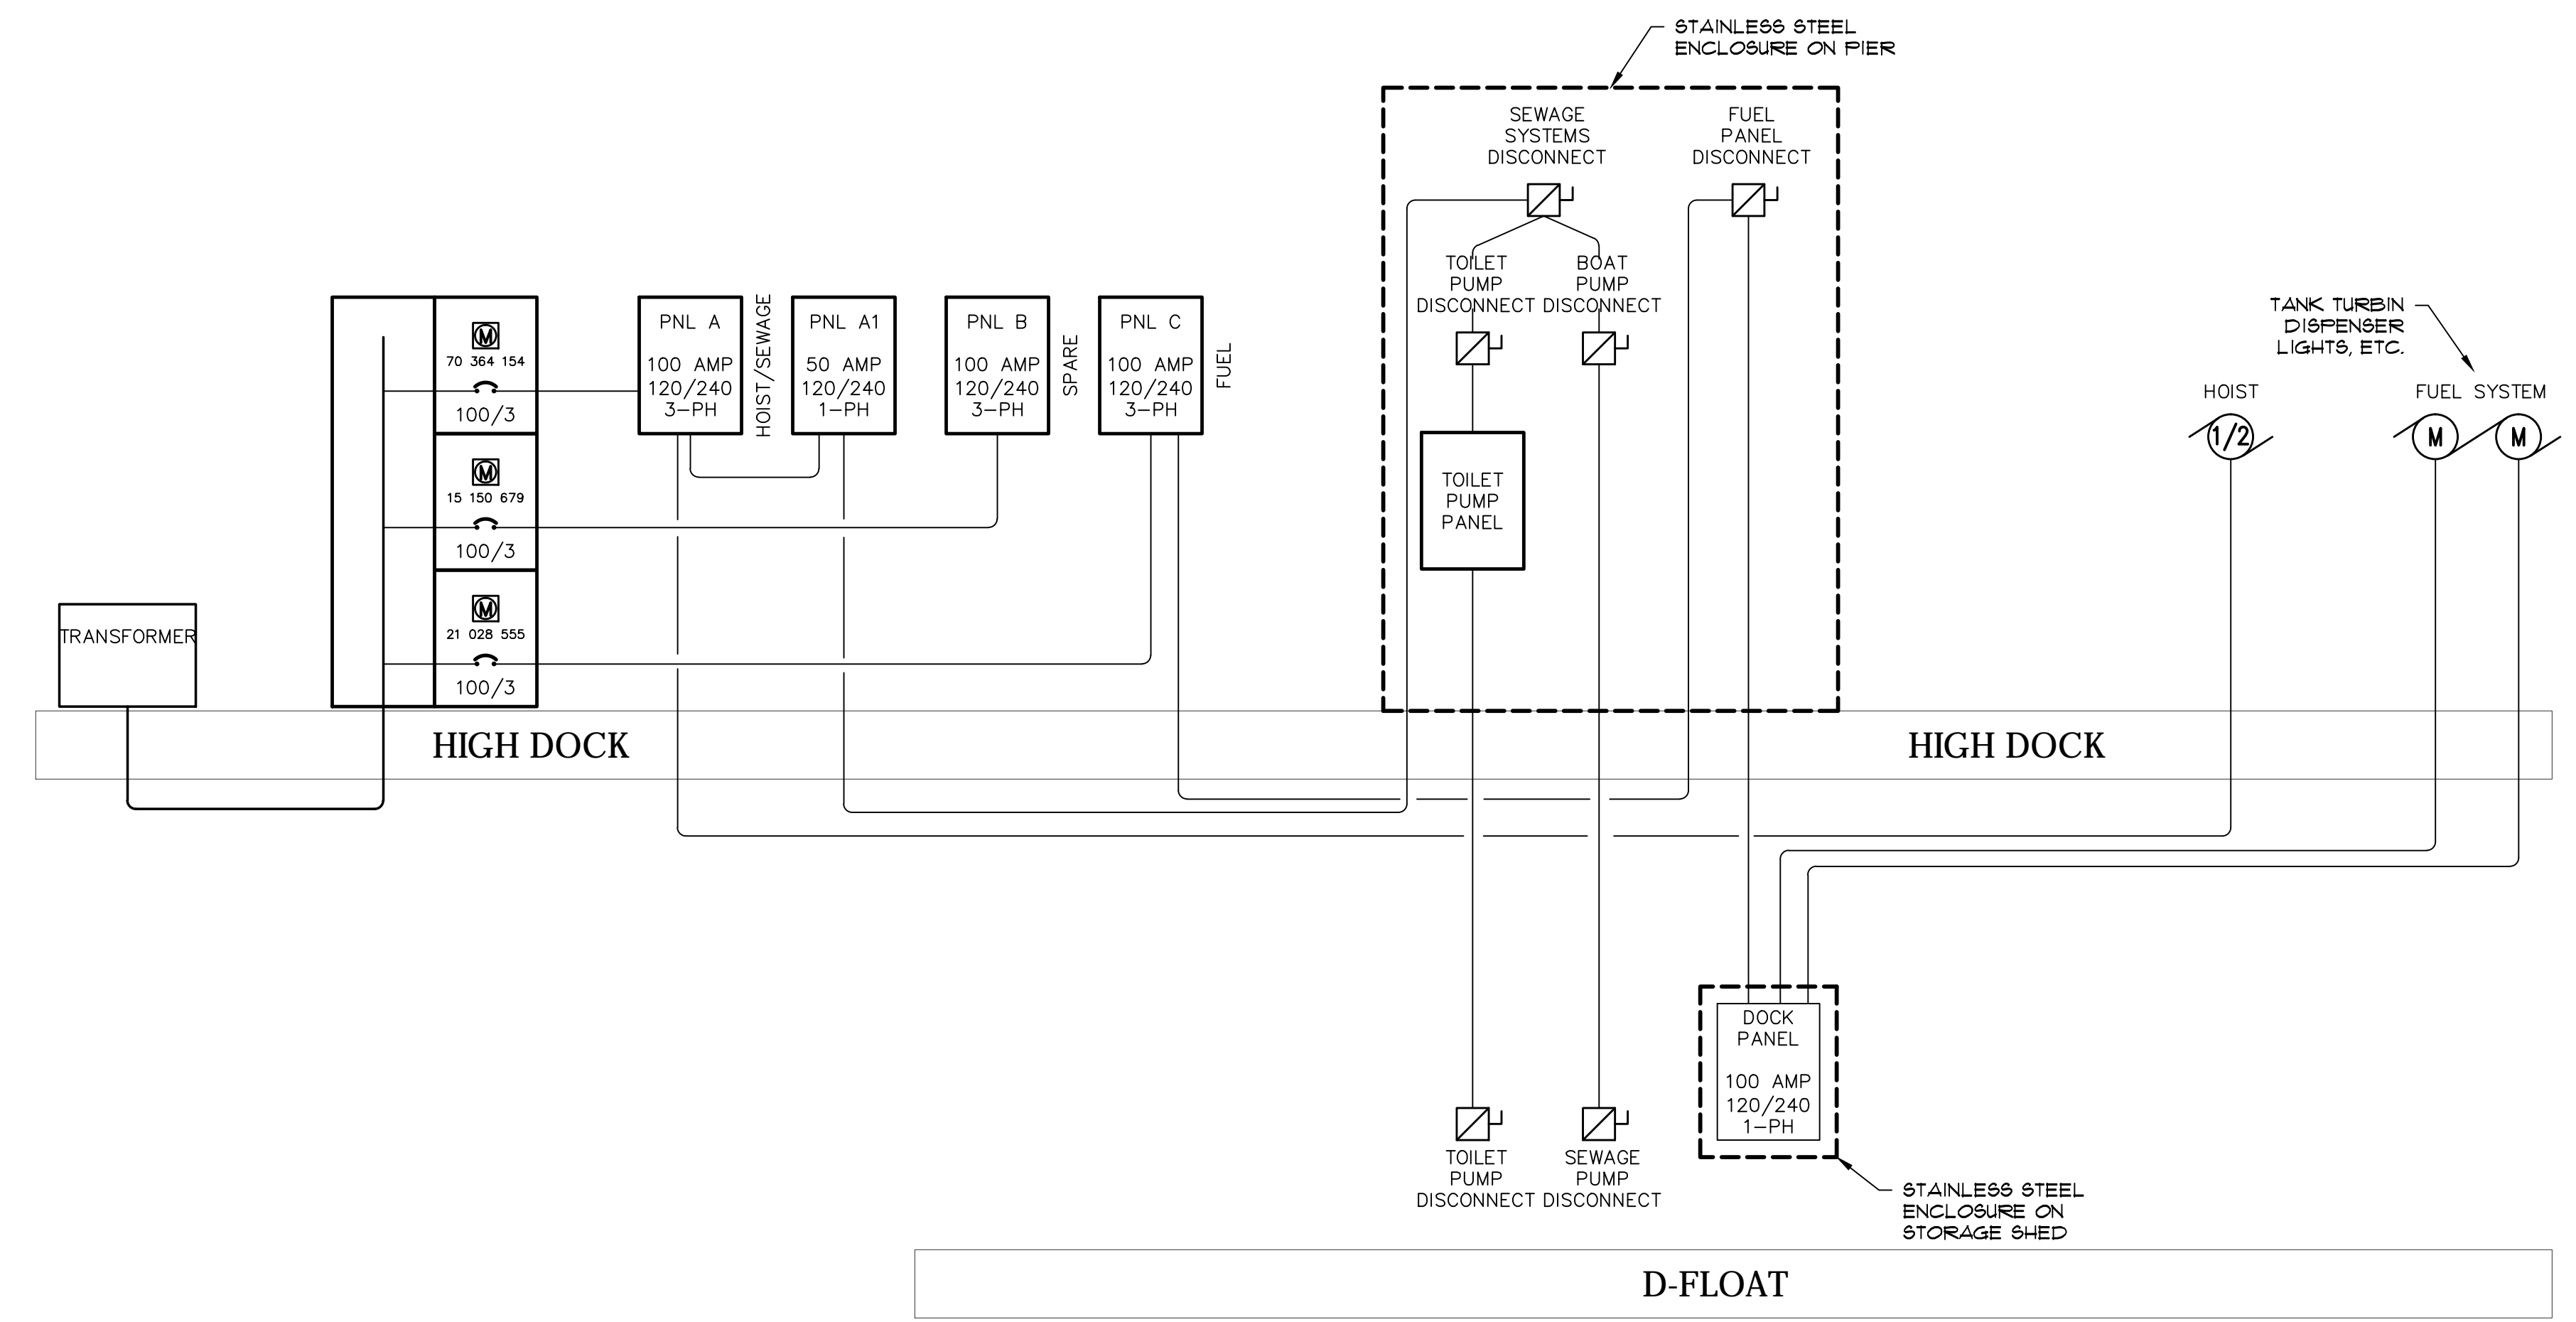 STAINLESS STEEL
ENCLOSURE ON PIER
SEWAGE
SYSTEMS
DISCONNECT
FUEL
PANEL
DISCONNECT
TOILET
PUMP
DISCONNECT
BOAT
PUMP
DISCONNECT
TOILET
PUMP
PANEL
TRANSFORMER
M
70 364 154
100/3
M
15 150 679
100/3
M
21 028 555
100/3
PNL A
100 AMP
120/240
3-PH
HOIST/SEWAGE
PNL A1
50 AMP
120/240
1-PH
PNL B
100 AMP
120/240
3-PH
SPARE
PNL C
100 AMP
120/240
3-PH
FUEL
TANK TURBIN
DISPENSER
LIGHTS, ETC.
HOIST
1/2
FUEL SYSTEM
M
M
HIGH DOCK
HIGH DOCK
DOCK
PANEL
100 AMP
120/240
1-PH
TOILET
PUMP
DISCONNECT
SEWAGE
PUMP
DISCONNECT
STAINLESS STEEL
ENCLOSURE ON
STORAGE SHED
D-FLOAT